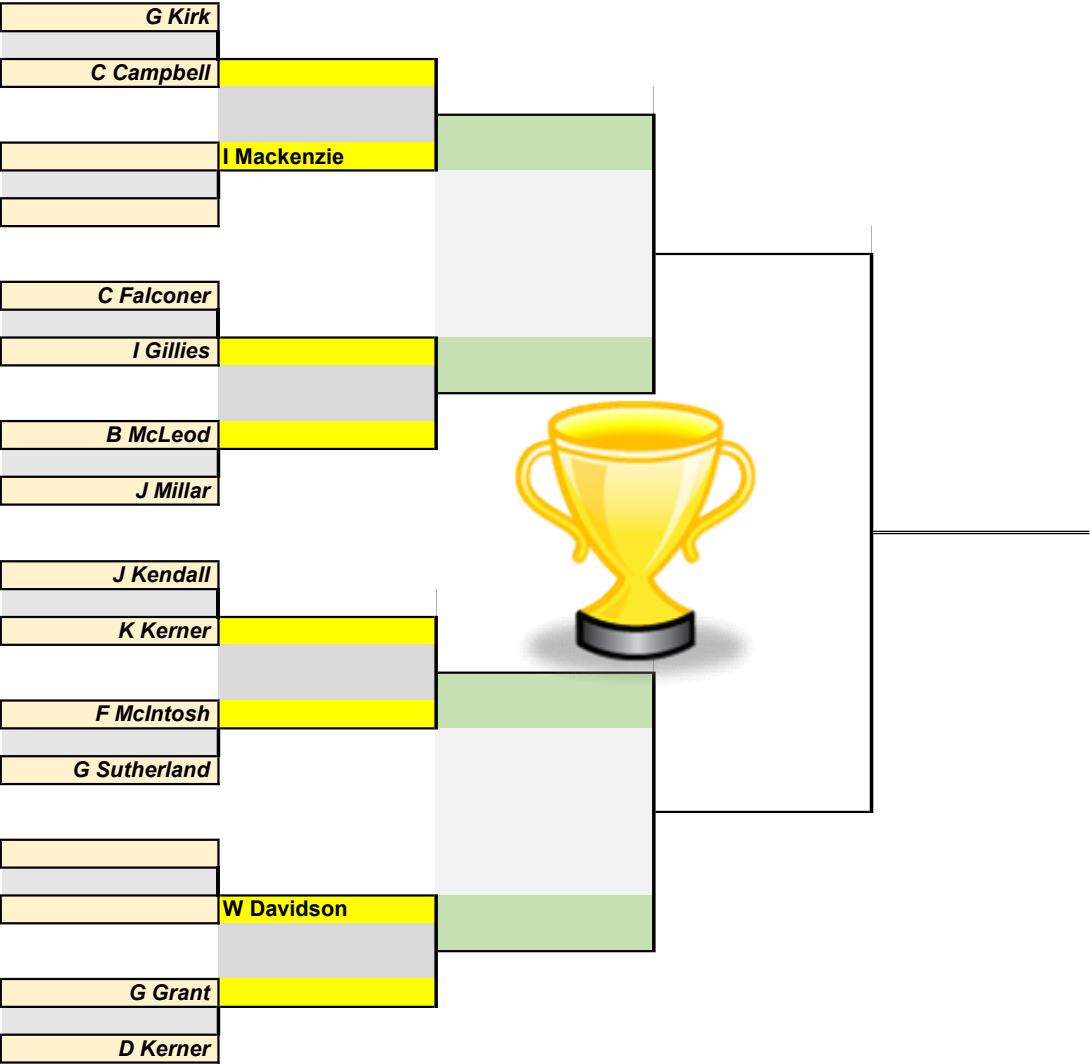 G Kirk
C Campbell
I Mackenzie
C Falconer
I Gillies
B McLeod
J Millar
J Kendall
K Kerner
F McIntosh
G Sutherland
W Davidson
G Grant
D Kerner